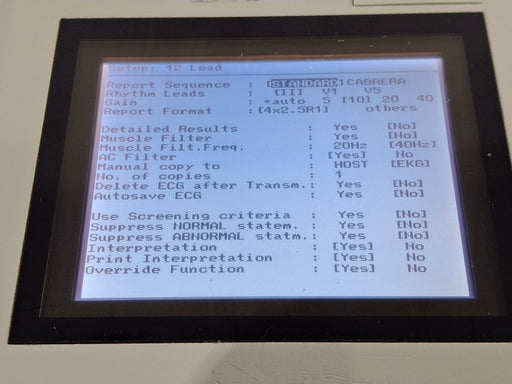 Setup: 12 Lead
Report Sequence : [STANDARD] CABRERA
Rhythm Leads : [II] V1 V5
Gain : *auto 5 [10] 20 40
Report Format :[4x2.5R1] others
Detailed Results : Yes [No]
Muscle Filter : Yes [No]
Muscle Filt.Freq. : 20Hz [40Hz]
AC Filter : [Yes] No
Manual copy to : HOST [EKG]
No. of copies : 1
Delete ECG after Transm.: Yes [No]
Autosave ECG : Yes [No]
Use Screening criteria : Yes [No]
Suppress NORMAL statem. : Yes [No]
Suppress ABNORMAL statm.: Yes [No]
Interpretation : [Yes] No
Print Interpretation : [Yes] No
Override Function : [Yes] No